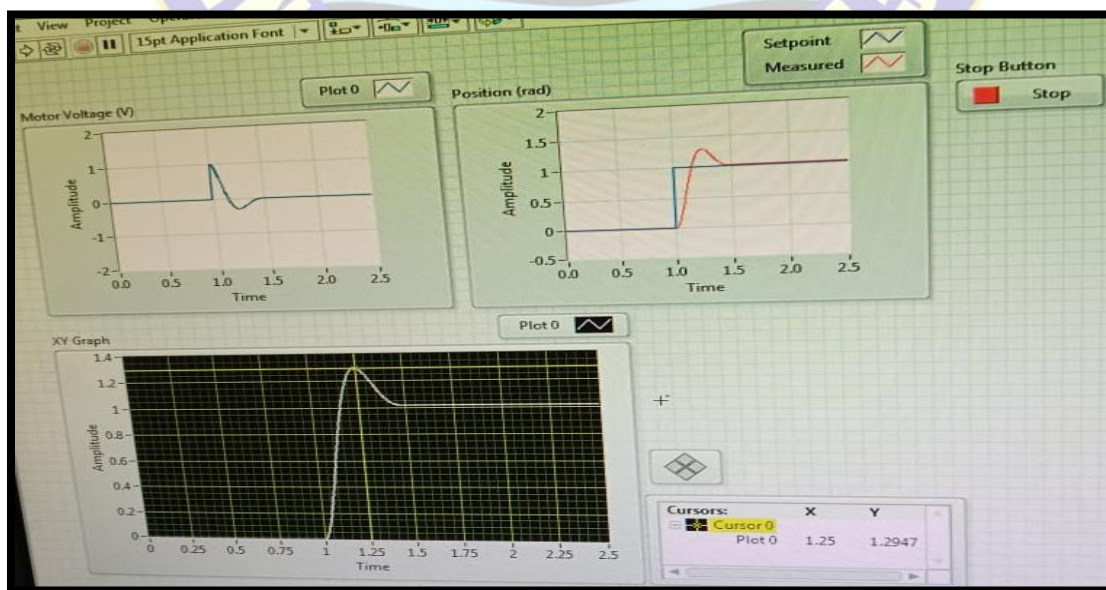 View Project
15pt Application Font
Setpoint
Measured
Stop Button
Stop
Plot 0
Motor Voltage (V)
2
1
0
-1
-2
Amplitude
0.0 0.5 1.0 1.5 2.0 2.5
Time
Position (rad)
2
1.5
1
0.5
0
-0.5
Amplitude
0.0 0.5 1.0 1.5 2.0 2.5
Time
Plot 0
XY Graph
1.4
1.2
1
0.8
0.6
0.4
0.2
0
Amplitude
0 0.25 0.5 0.75 1 1.25 1.5 1.75 2 2.25 2.5
Time
Cursors: X Y
Cursor 0
Plot 0 1.25 1.2947